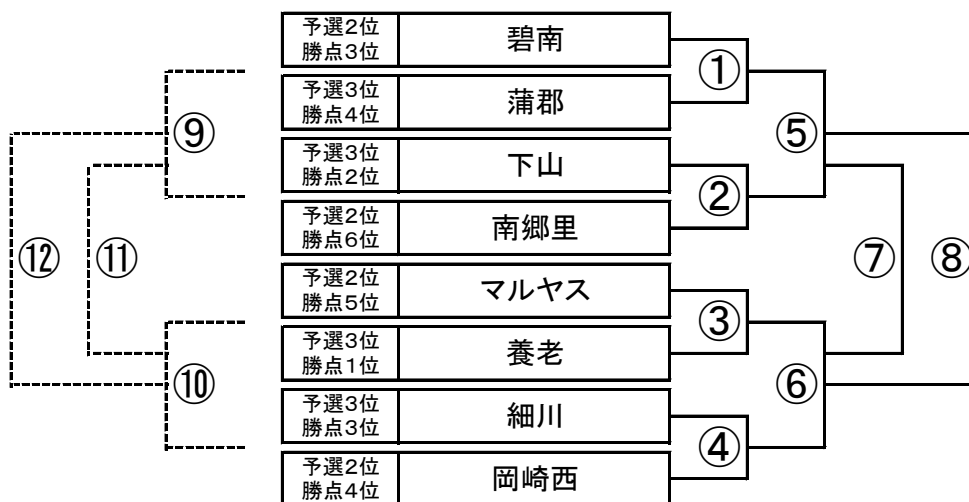 予選2位
勝点3位
碧南
予選3位
勝点4位
蒲郡
予選3位
勝点2位
下山
予選2位
勝点6位
南郷里
予選2位
勝点5位
マルヤス
予選3位
勝点1位
養老
予選3位
勝点3位
細川
予選2位
勝点4位
岡崎西
①
②
③
④
⑤
⑥
⑦
⑧
⑨
⑩
⑪
⑫